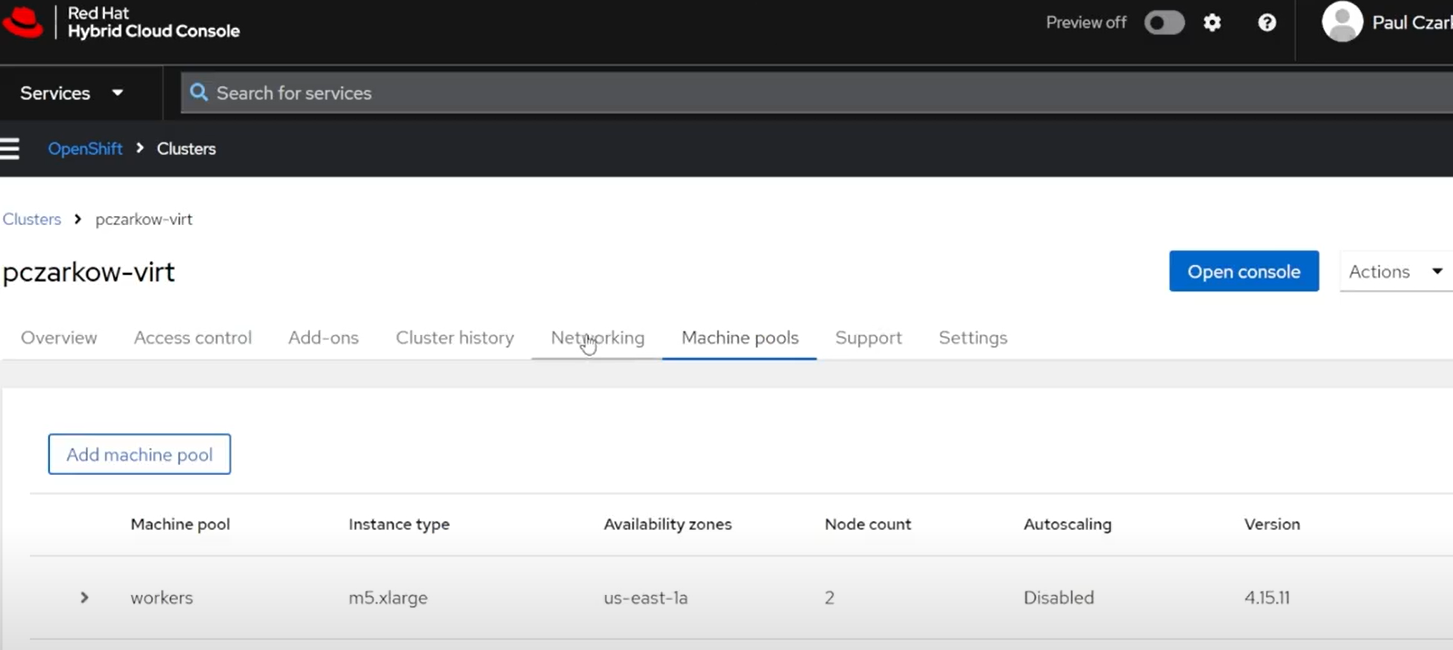 Red Hat
Hybrid Cloud Console
Preview off
Paul
Services
Search for services
OpenShift > Clusters
Clusters > pczarkow-virt
pczarkow-virt
Open console
Actions
Overview Access control Add-ons Cluster history Networking Machine pools Support Settings
Add machine pool
Machine pool Instance type Availability zones Node count Autoscaling Version
workers m5.xlarge us-east-1a 2 Disabled 4.15.11